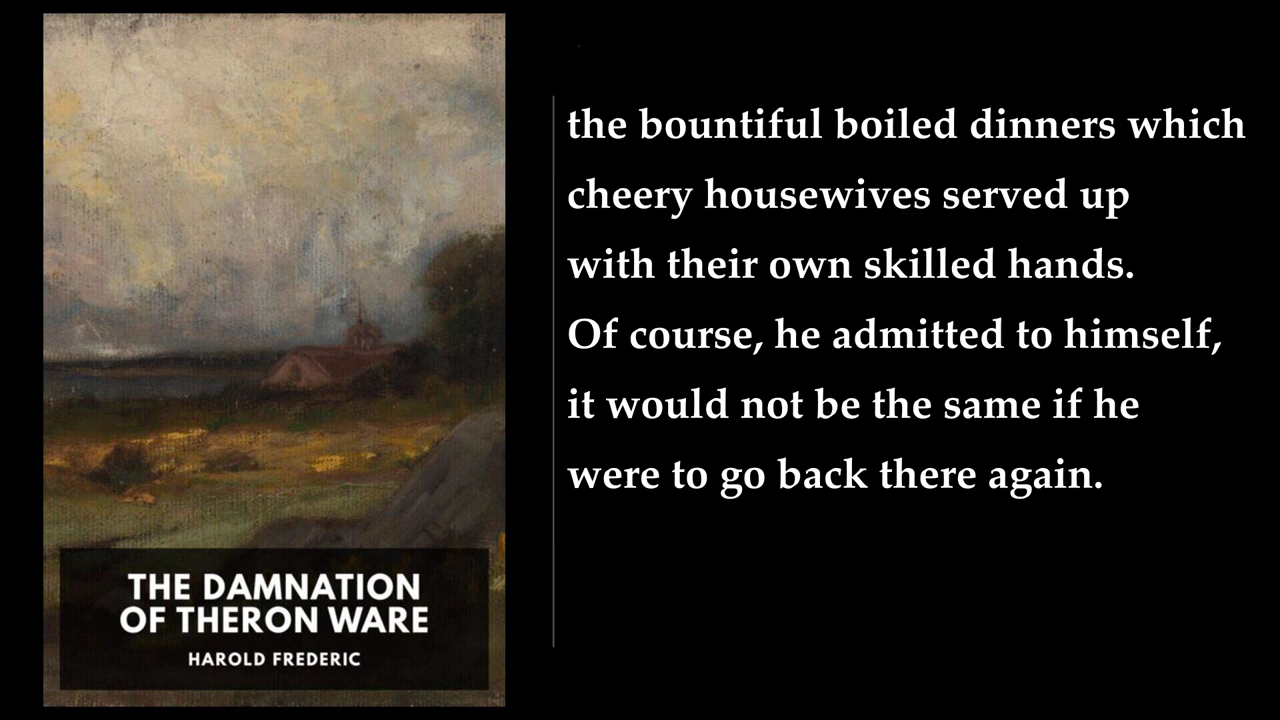 THE DAMNATION
OF THERON WARE
HAROLD FREDERIC
the bountiful boiled dinners which
cheery housewives served up
with their own skilled hands.
Of course, he admitted to himself,
it would not be the same if he
were to go back there again.